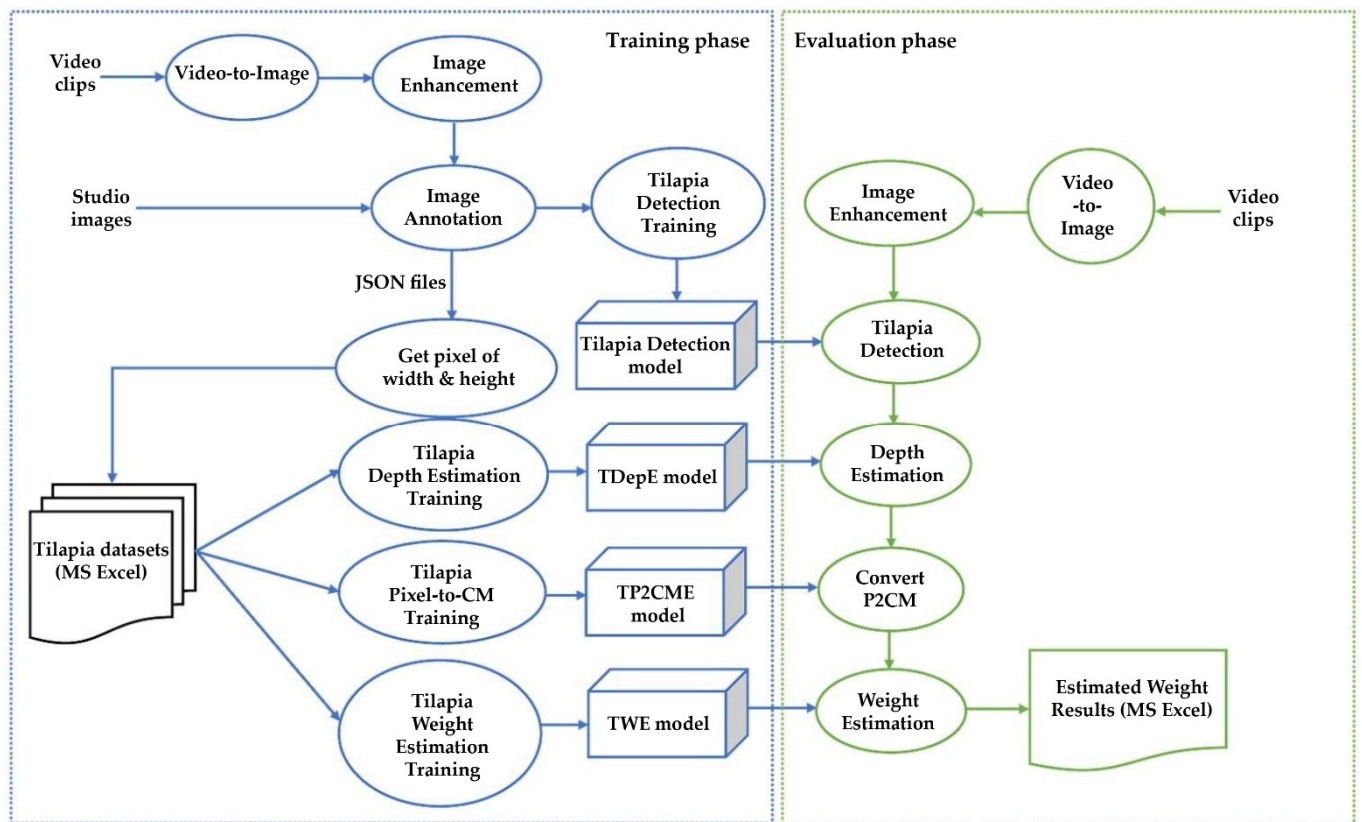 Training phase
Video
clips
Video-to-Image
Image
Enhancement
Studio
images
Image
Annotation
Tilapia
Detection
Training
JSON files
Get pixel of
width & height
Tilapia Detection
model
Tilapia datasets
(MS Excel)
Tilapia
Depth Estimation
Training
TDepE model
Tilapia
Pixel-to-CM
Training
TP2CME
model
Tilapia
Weight
Estimation
Training
TWE model
Evaluation phase
Video
clips
Video
-to-
Image
Image
Enhancement
Tilapia
Detection
Depth
Estimation
Convert
P2CM
Weight
Estimation
Estimated Weight
Results (MS Excel)